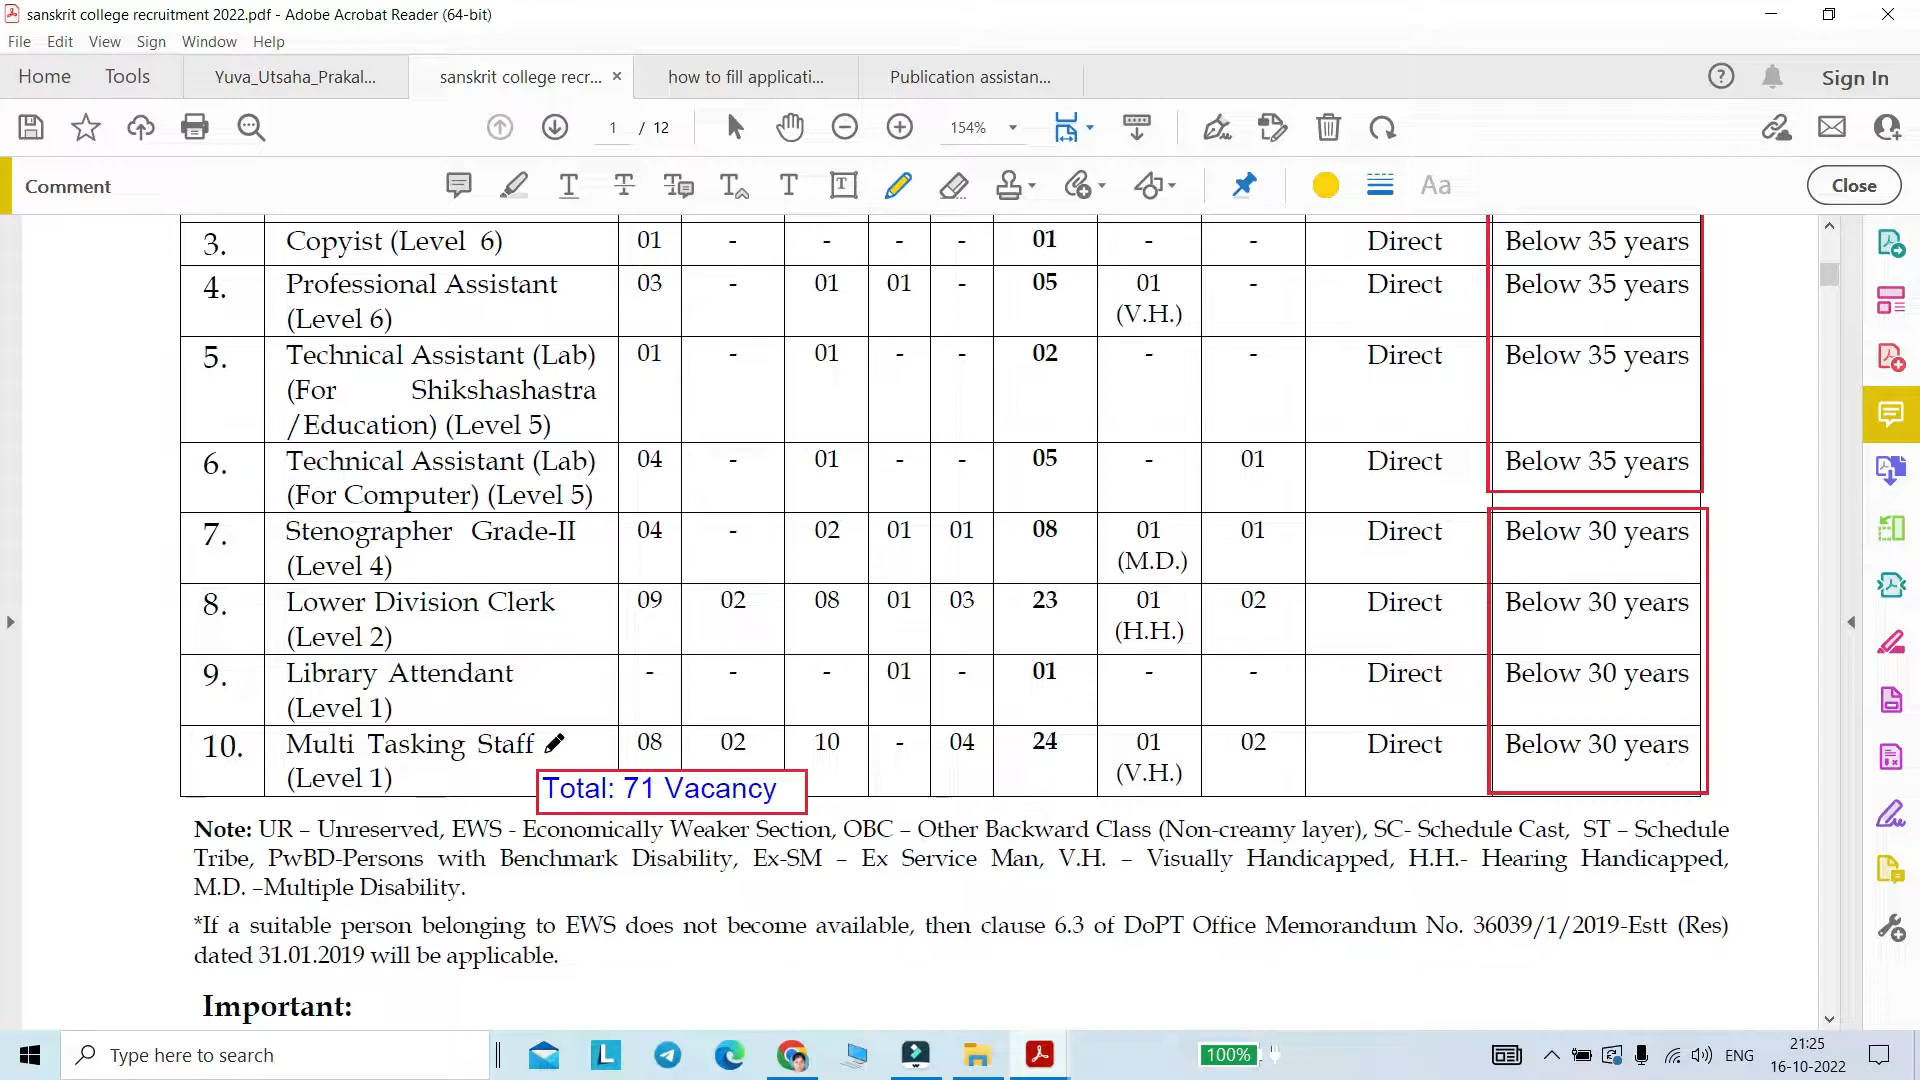 sanskrit college recruitment 2022.pdf - Adobe Acrobat Reader (64-bit)
File Edit View Sign Window Help
Home Tools Yuva_Utsaha_Prakal... sanskrit college recr... × how to fill applicati... Publication assistan... Sign In
1 / 12 154%
Comment Aa Close
3. Copyist (Level 6) 01 - - - - 01 - - Direct Below 35 years
4. Professional Assistant 03 - 01 01 - 05 01 - Direct Below 35 years
(Level 6) (V.H.)
5. Technical Assistant (Lab) 01 - 01 - - 02 - - Direct Below 35 years
(For Shikshashastra
/Education) (Level 5)
6. Technical Assistant (Lab) 04 - 01 - - 05 - 01 Direct Below 35 years
(For Computer) (Level 5)
7. Stenographer Grade-II 04 - 02 01 01 08 01 01 Direct Below 30 years
(Level 4) (M.D.)
8. Lower Division Clerk 09 02 08 01 03 23 01 02 Direct Below 30 years
(Level 2) (H.H.)
9. Library Attendant - - - 01 - 01 - - Direct Below 30 years
(Level 1)
10. Multi Tasking Staff 08 02 10 - 04 24 01 02 Direct Below 30 years
(Level 1) (V.H.)
Total: 71 Vacancy
Note: UR – Unreserved, EWS - Economically Weaker Section, OBC – Other Backward Class (Non-creamy layer), SC- Schedule Cast, ST – Schedule
Tribe, PwBD-Persons with Benchmark Disability, Ex-SM – Ex Service Man, V.H. – Visually Handicapped, H.H.- Hearing Handicapped,
M.D. –Multiple Disability.
*If a suitable person belonging to EWS does not become available, then clause 6.3 of DoPT Office Memorandum No. 36039/1/2019-Estt (Res)
dated 31.01.2019 will be applicable.
Important:
Type here to search 100% ENG 21:25
16-10-2022